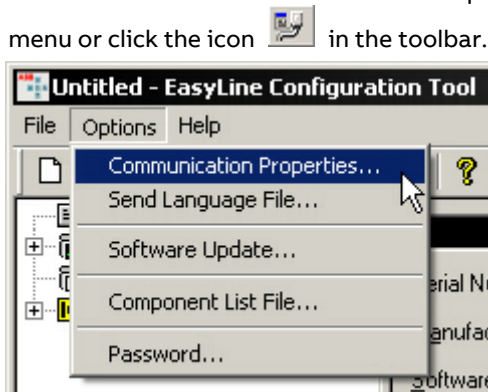 menu or click the icon in the toolbar.
ABB
Untitled - EasyLine Configuration Tool
File Options Help
Communication Properties...
Send Language File...
Software Update...
Component List File...
Password...